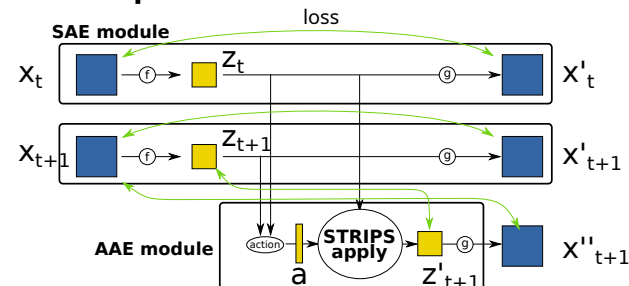 loss
SAE module
x_t
f
z_t
g
x'_t
x_{t+1}
f
z_{t+1}
g
x'_{t+1}
AAE module
action
a
STRIPS
apply
z'_{t+1}
g
x''_{t+1}